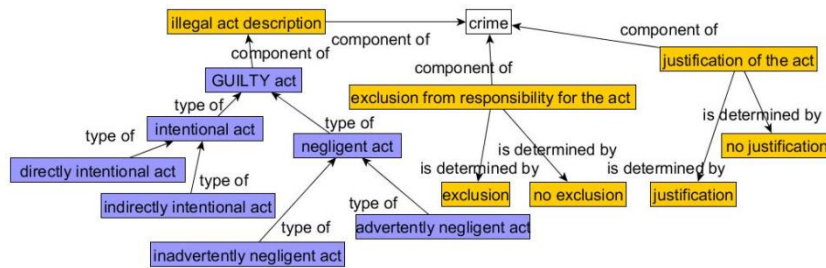 illegal act description
crime
component of
component of
component of
justification of the act
GUILTY act
component of
exclusion from responsibility for the act
type of
type of
type of
intentional act
negligent act
is determined by
no justification
directly intentional act
type of
is determined by
is determined by
is determined by
indirectly intentional act
exclusion
no exclusion
justification
type of
type of
advertently negligent act
inadvertently negligent act